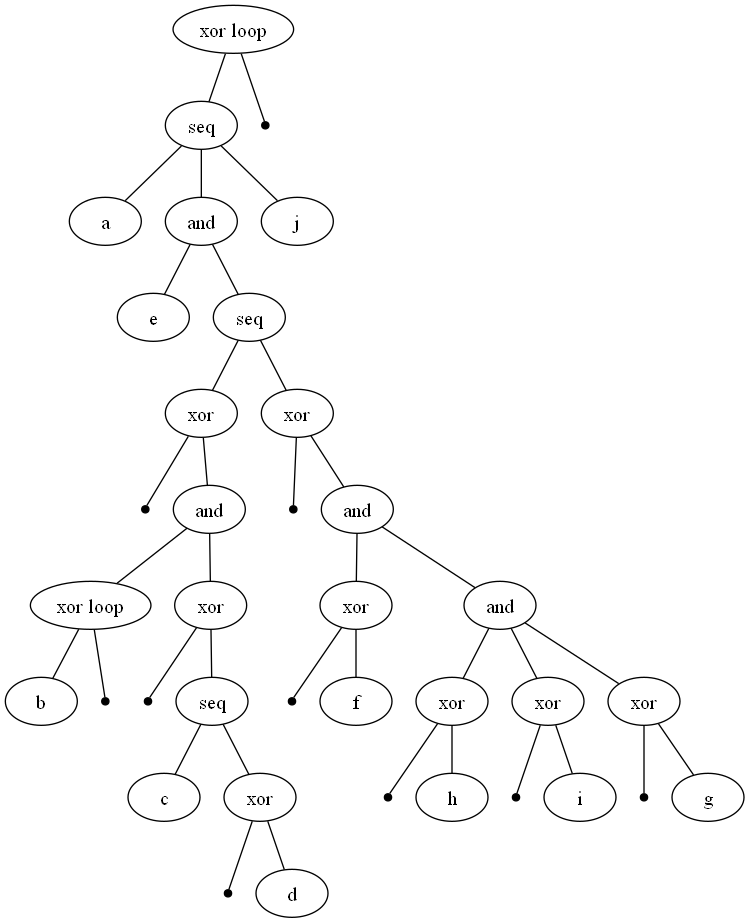 xor loop
seq
a
and
j
e
seq
xor
xor
and
and
xor loop
xor
xor
and
b
seq
f
xor
xor
xor
c
xor
h
i
g
d